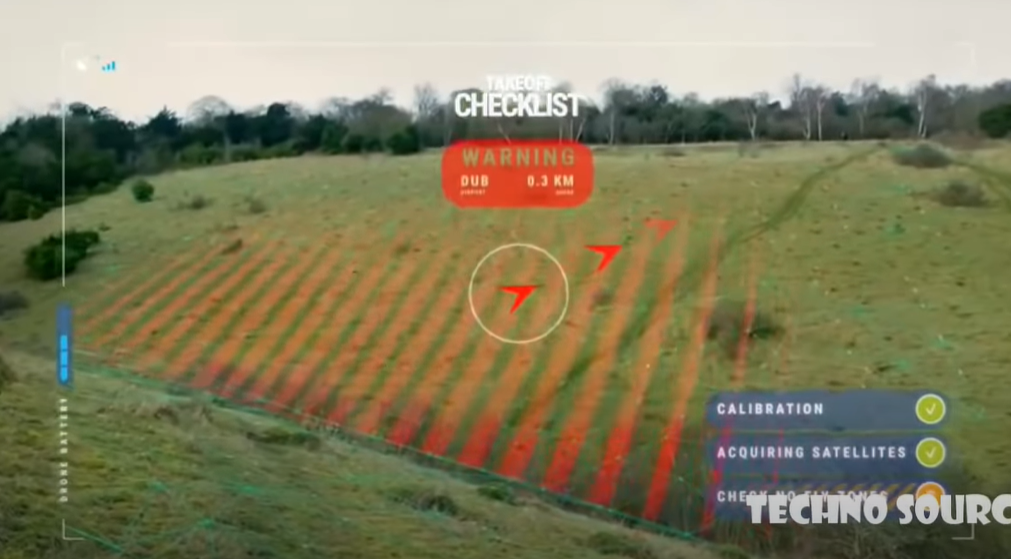 TAKEOFF
CHECKLIST
WARNING
DUB 0.3 KM
AIRPORT
CALIBRATION
ACQUIRING SATELLITES
CHECK NO FLY ZONES
TECHNO SOURC
DRONE BATTERY